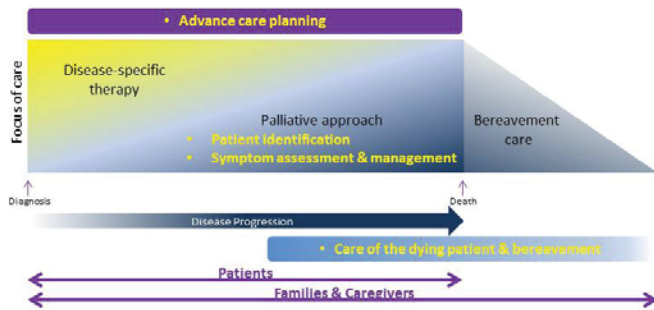 • Advance care planning
Focus of care
Disease-specific
therapy
Palliative approach
• Patient identification
• Symptom assessment & management
Bereavement
care
Diagnosis
Death
Disease Progression
• Care of the dying patient & bereavement
Patients
Families & Caregivers